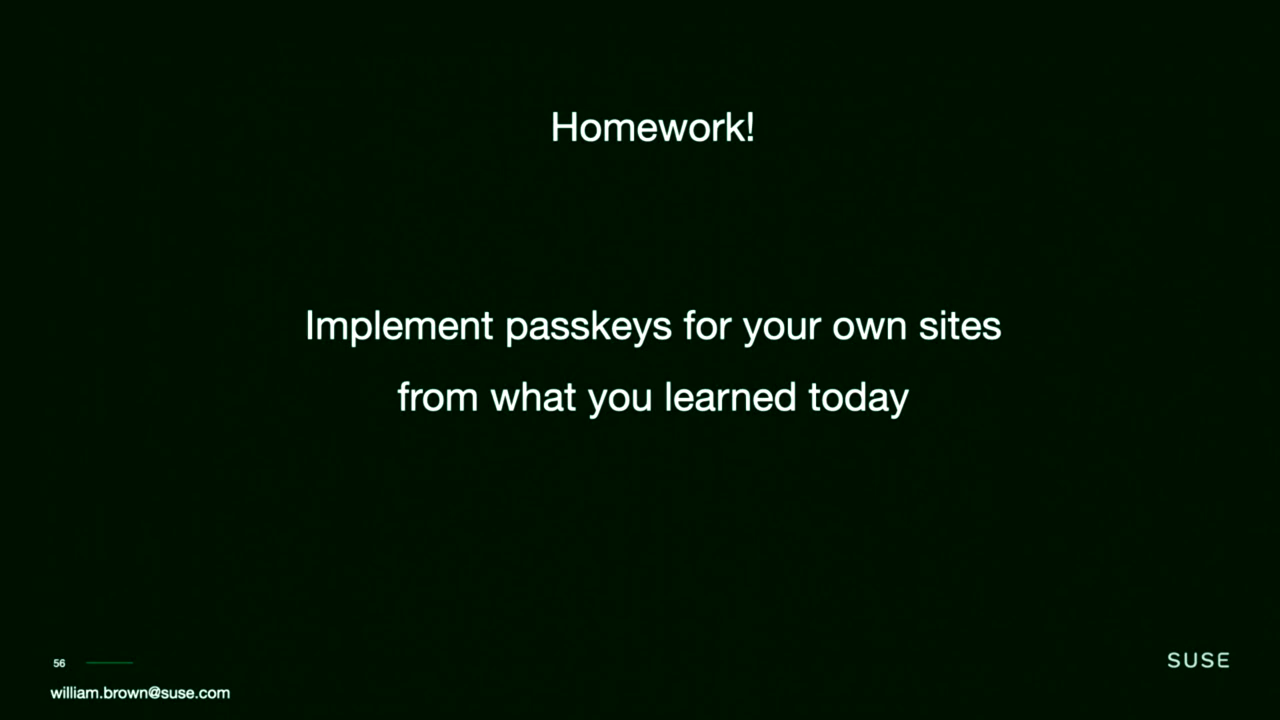 Homework!
Implement passkeys for your own sites
from what you learned today
56
SUSE
william.brown@suse.com